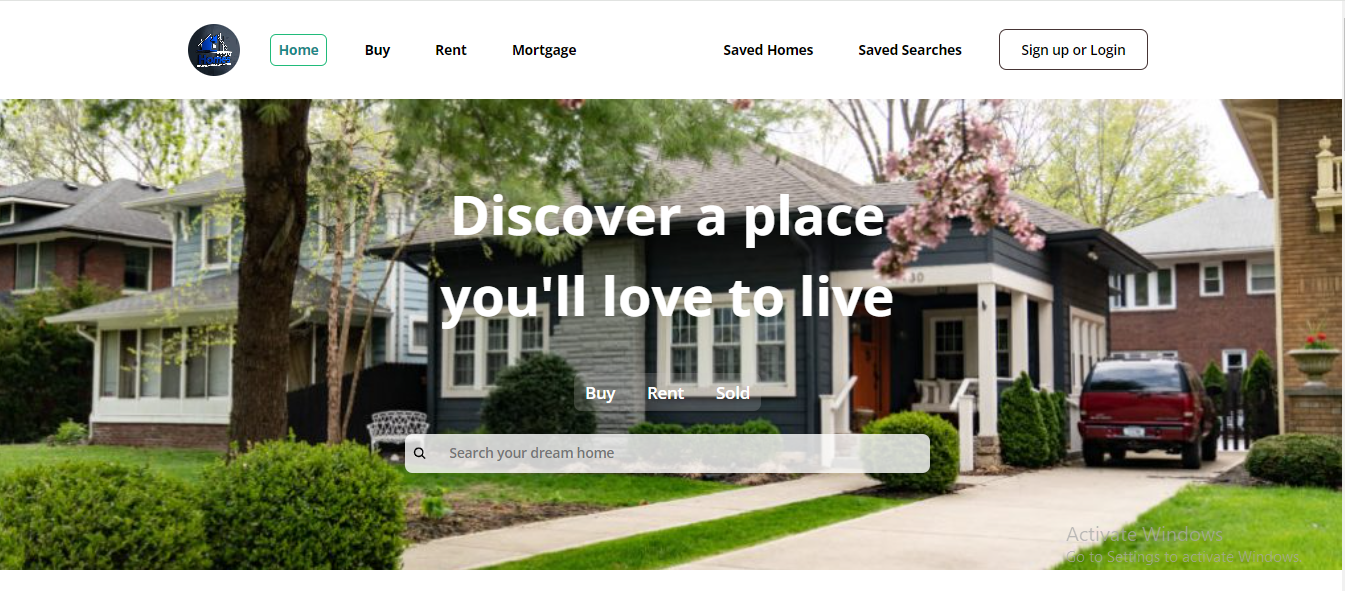 Home
Buy
Rent
Mortgage
Saved Homes
Saved Searches
Sign up or Login
Discover a place
you'll love to live
30
Buy
Rent
Sold
Search your dream home
Activate Windows
Go to Settings to activate Windows.